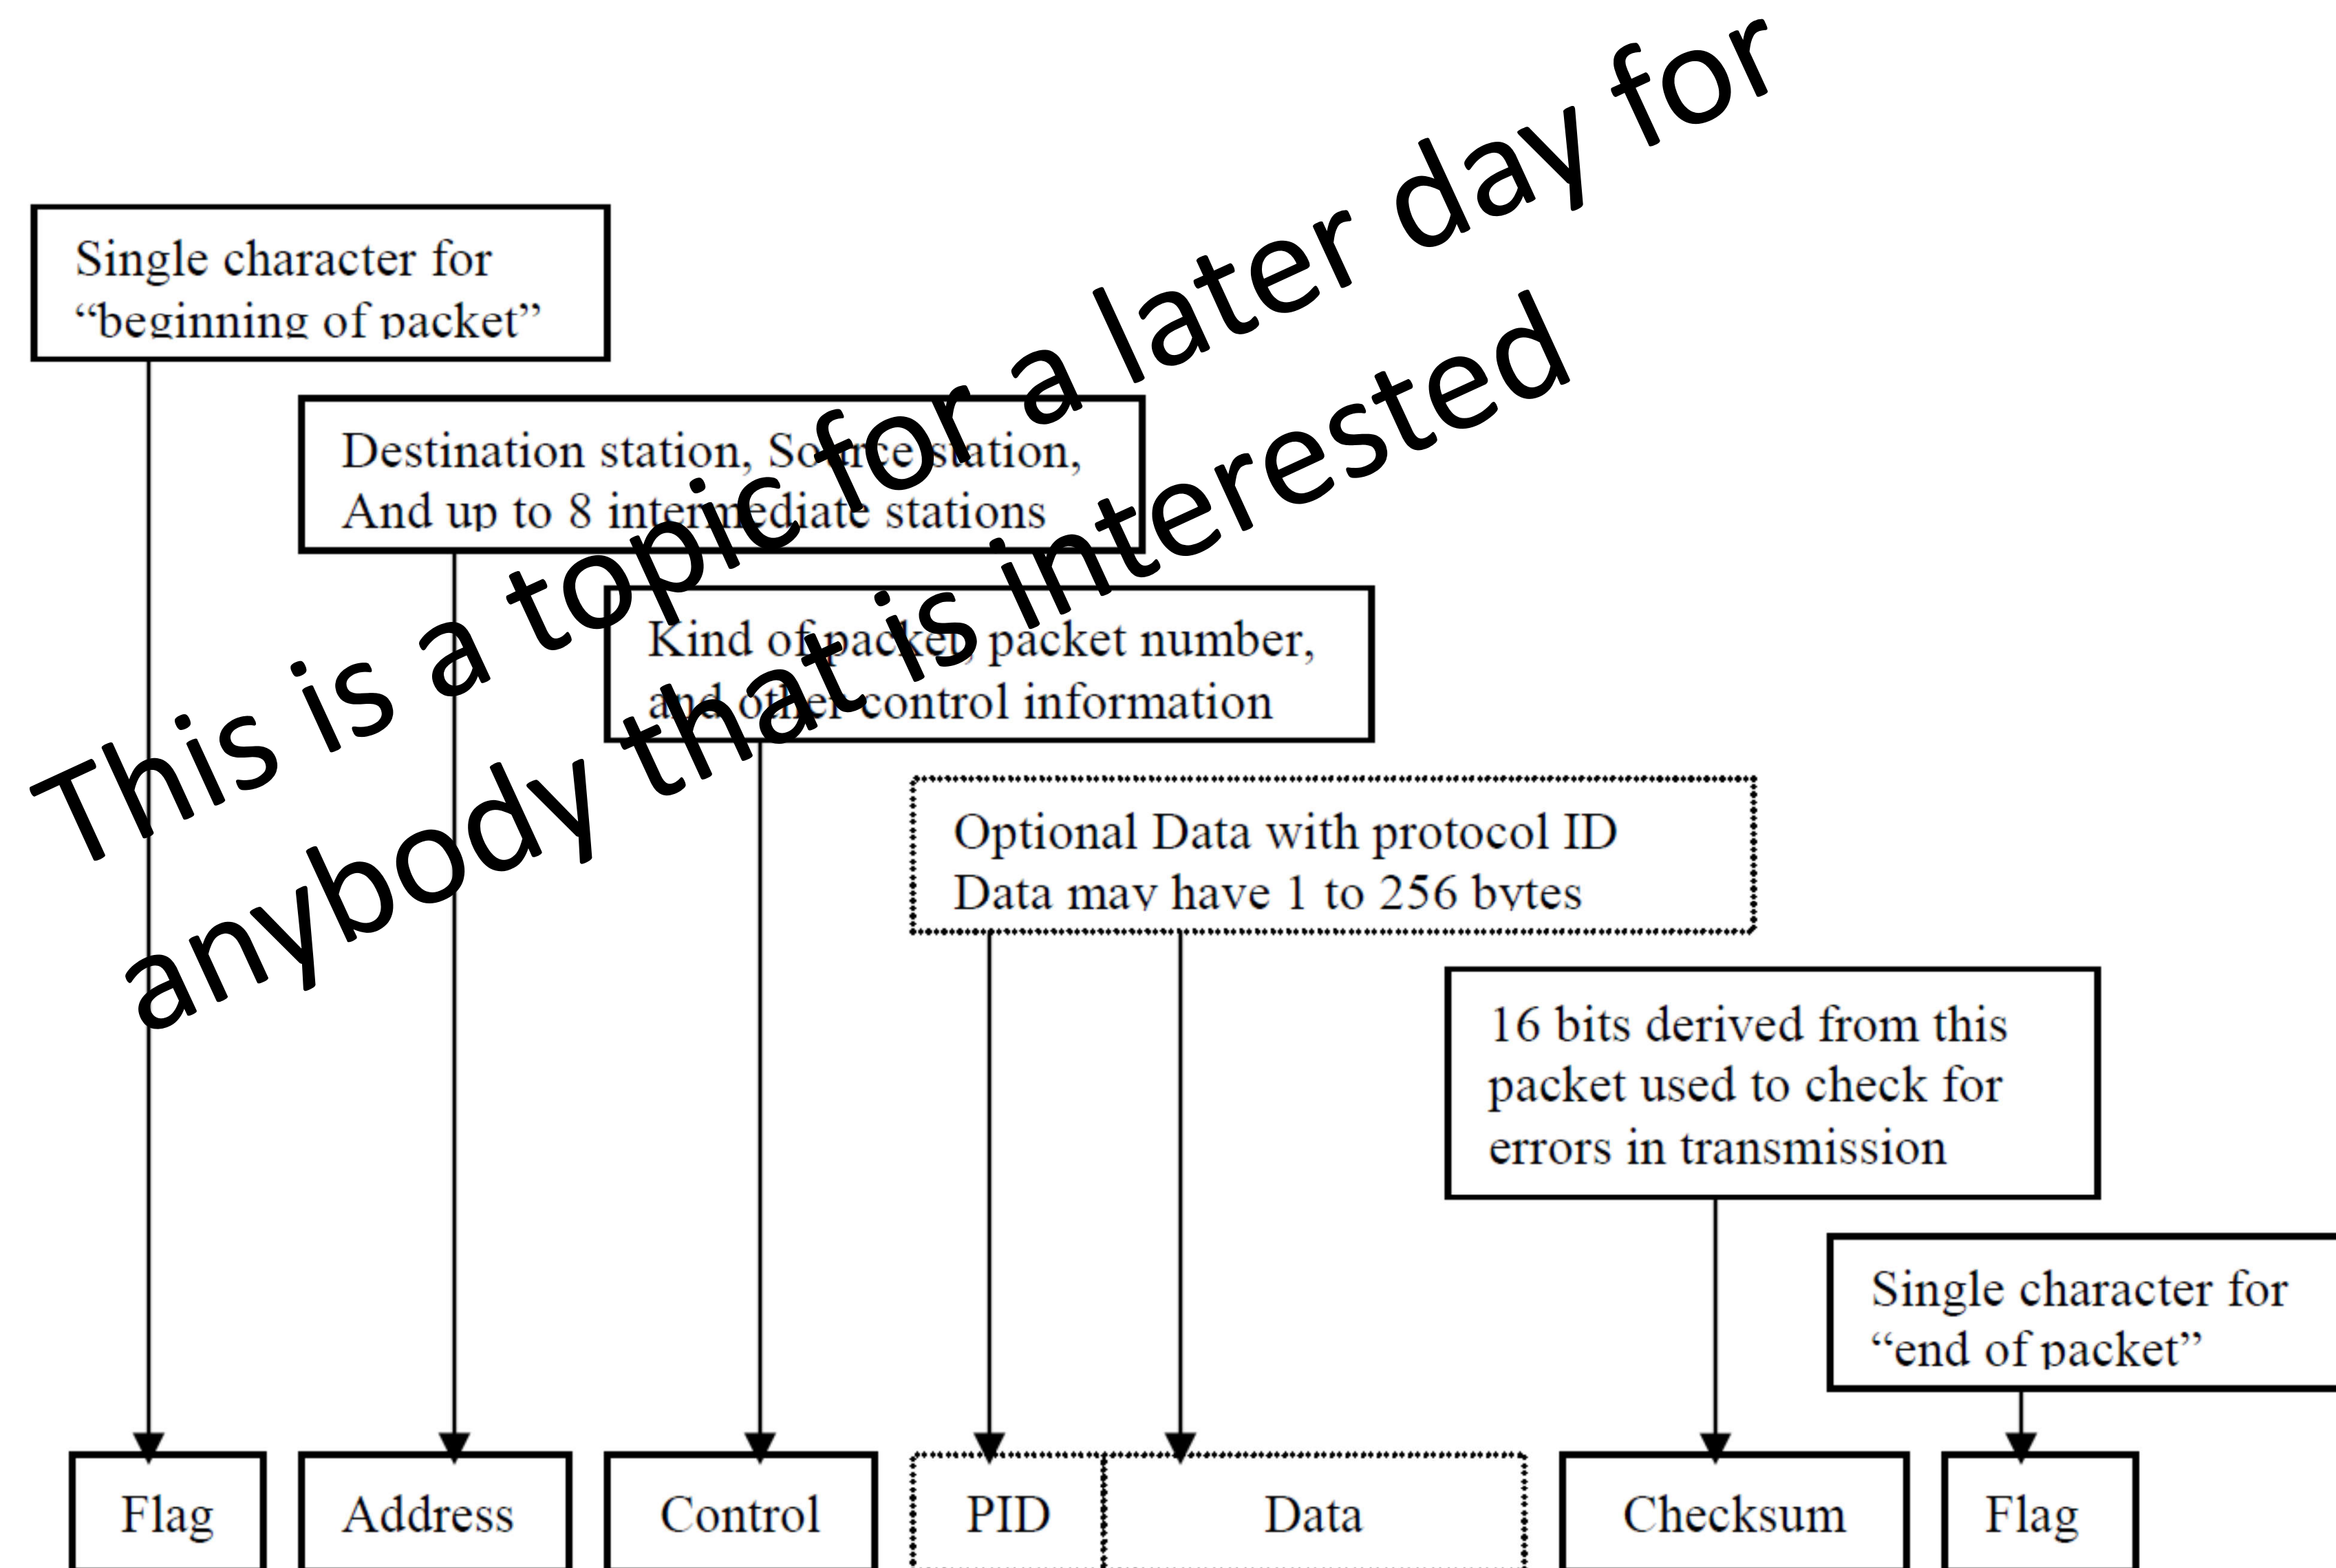 This is a topic for a later day for
anybody that is interested
Single character for
“beginning of packet”
Destination station, Source station,
And up to 8 intermediate stations
Kind of packet, packet number,
and other control information
Optional Data with protocol ID
Data may have 1 to 256 bytes
16 bits derived from this
packet used to check for
errors in transmission
Single character for
“end of packet”
Flag
Address
Control
PID
Data
Checksum
Flag